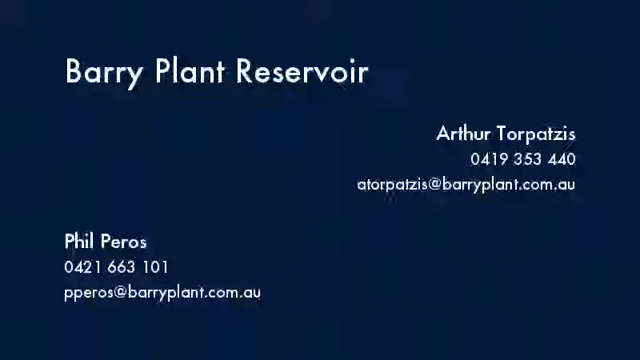 Barry Plant Reservoir
Arthur Torpatzis
0419 353 440
atorpatzis@barryplant.com.au
Phil Peros
0421 663 101
pperos@barryplant.com.au